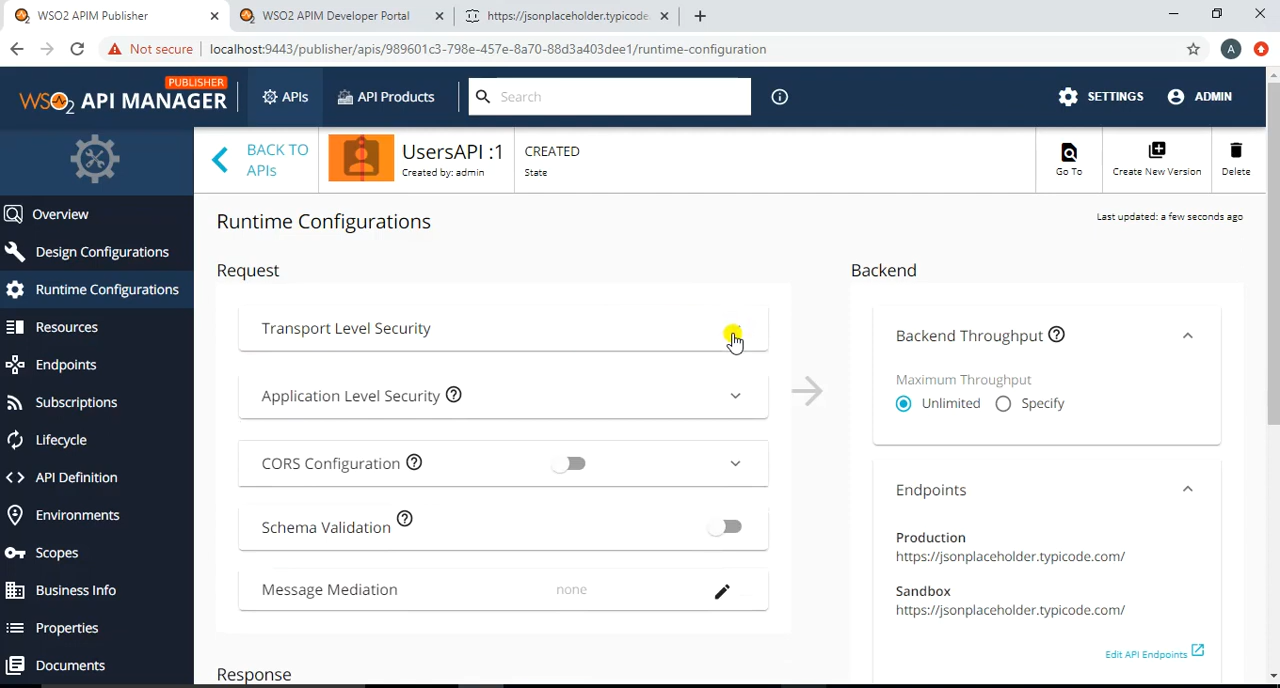 WSO2 APIM Publisher
WSO2 APIM Developer Portal
https://jsonplaceholder.typicode
Not secure
localhost:9443/publisher/apis/989601c3-798e-457e-8a70-88d3a403dee1/runtime-configuration
A
PUBLISHER
WSO2 API MANAGER
APIs
API Products
Search
SETTINGS
ADMIN
BACK TO
APIs
UsersAPI :1
Created by: admin
CREATED
State
Go To
Create New Version
Delete
Overview
Design Configurations
Runtime Configurations
Resources
Endpoints
Subscriptions
Lifecycle
API Definition
Environments
Scopes
Business Info
Properties
Documents
Runtime Configurations
Last updated: a few seconds ago
Request
Transport Level Security
Application Level Security
CORS Configuration
Schema Validation
Message Mediation none
Response
Backend
Backend Throughput
Maximum Throughput
Unlimited Specify
Endpoints
Production
https://jsonplaceholder.typicode.com/
Sandbox
https://jsonplaceholder.typicode.com/
Edit API Endpoints